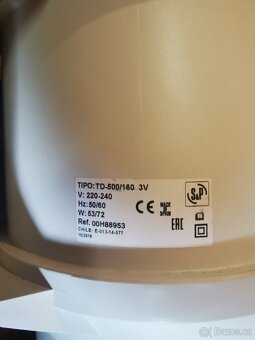 TIPO: TD-500/160 3V
V: 220-240
Hz: 50/60
W: 53/72
Ref. 00H88953
CHILE: E-013-14-577
19/2018
CE
MADE IN SPAIN
EAC
S&P
bazos.cz